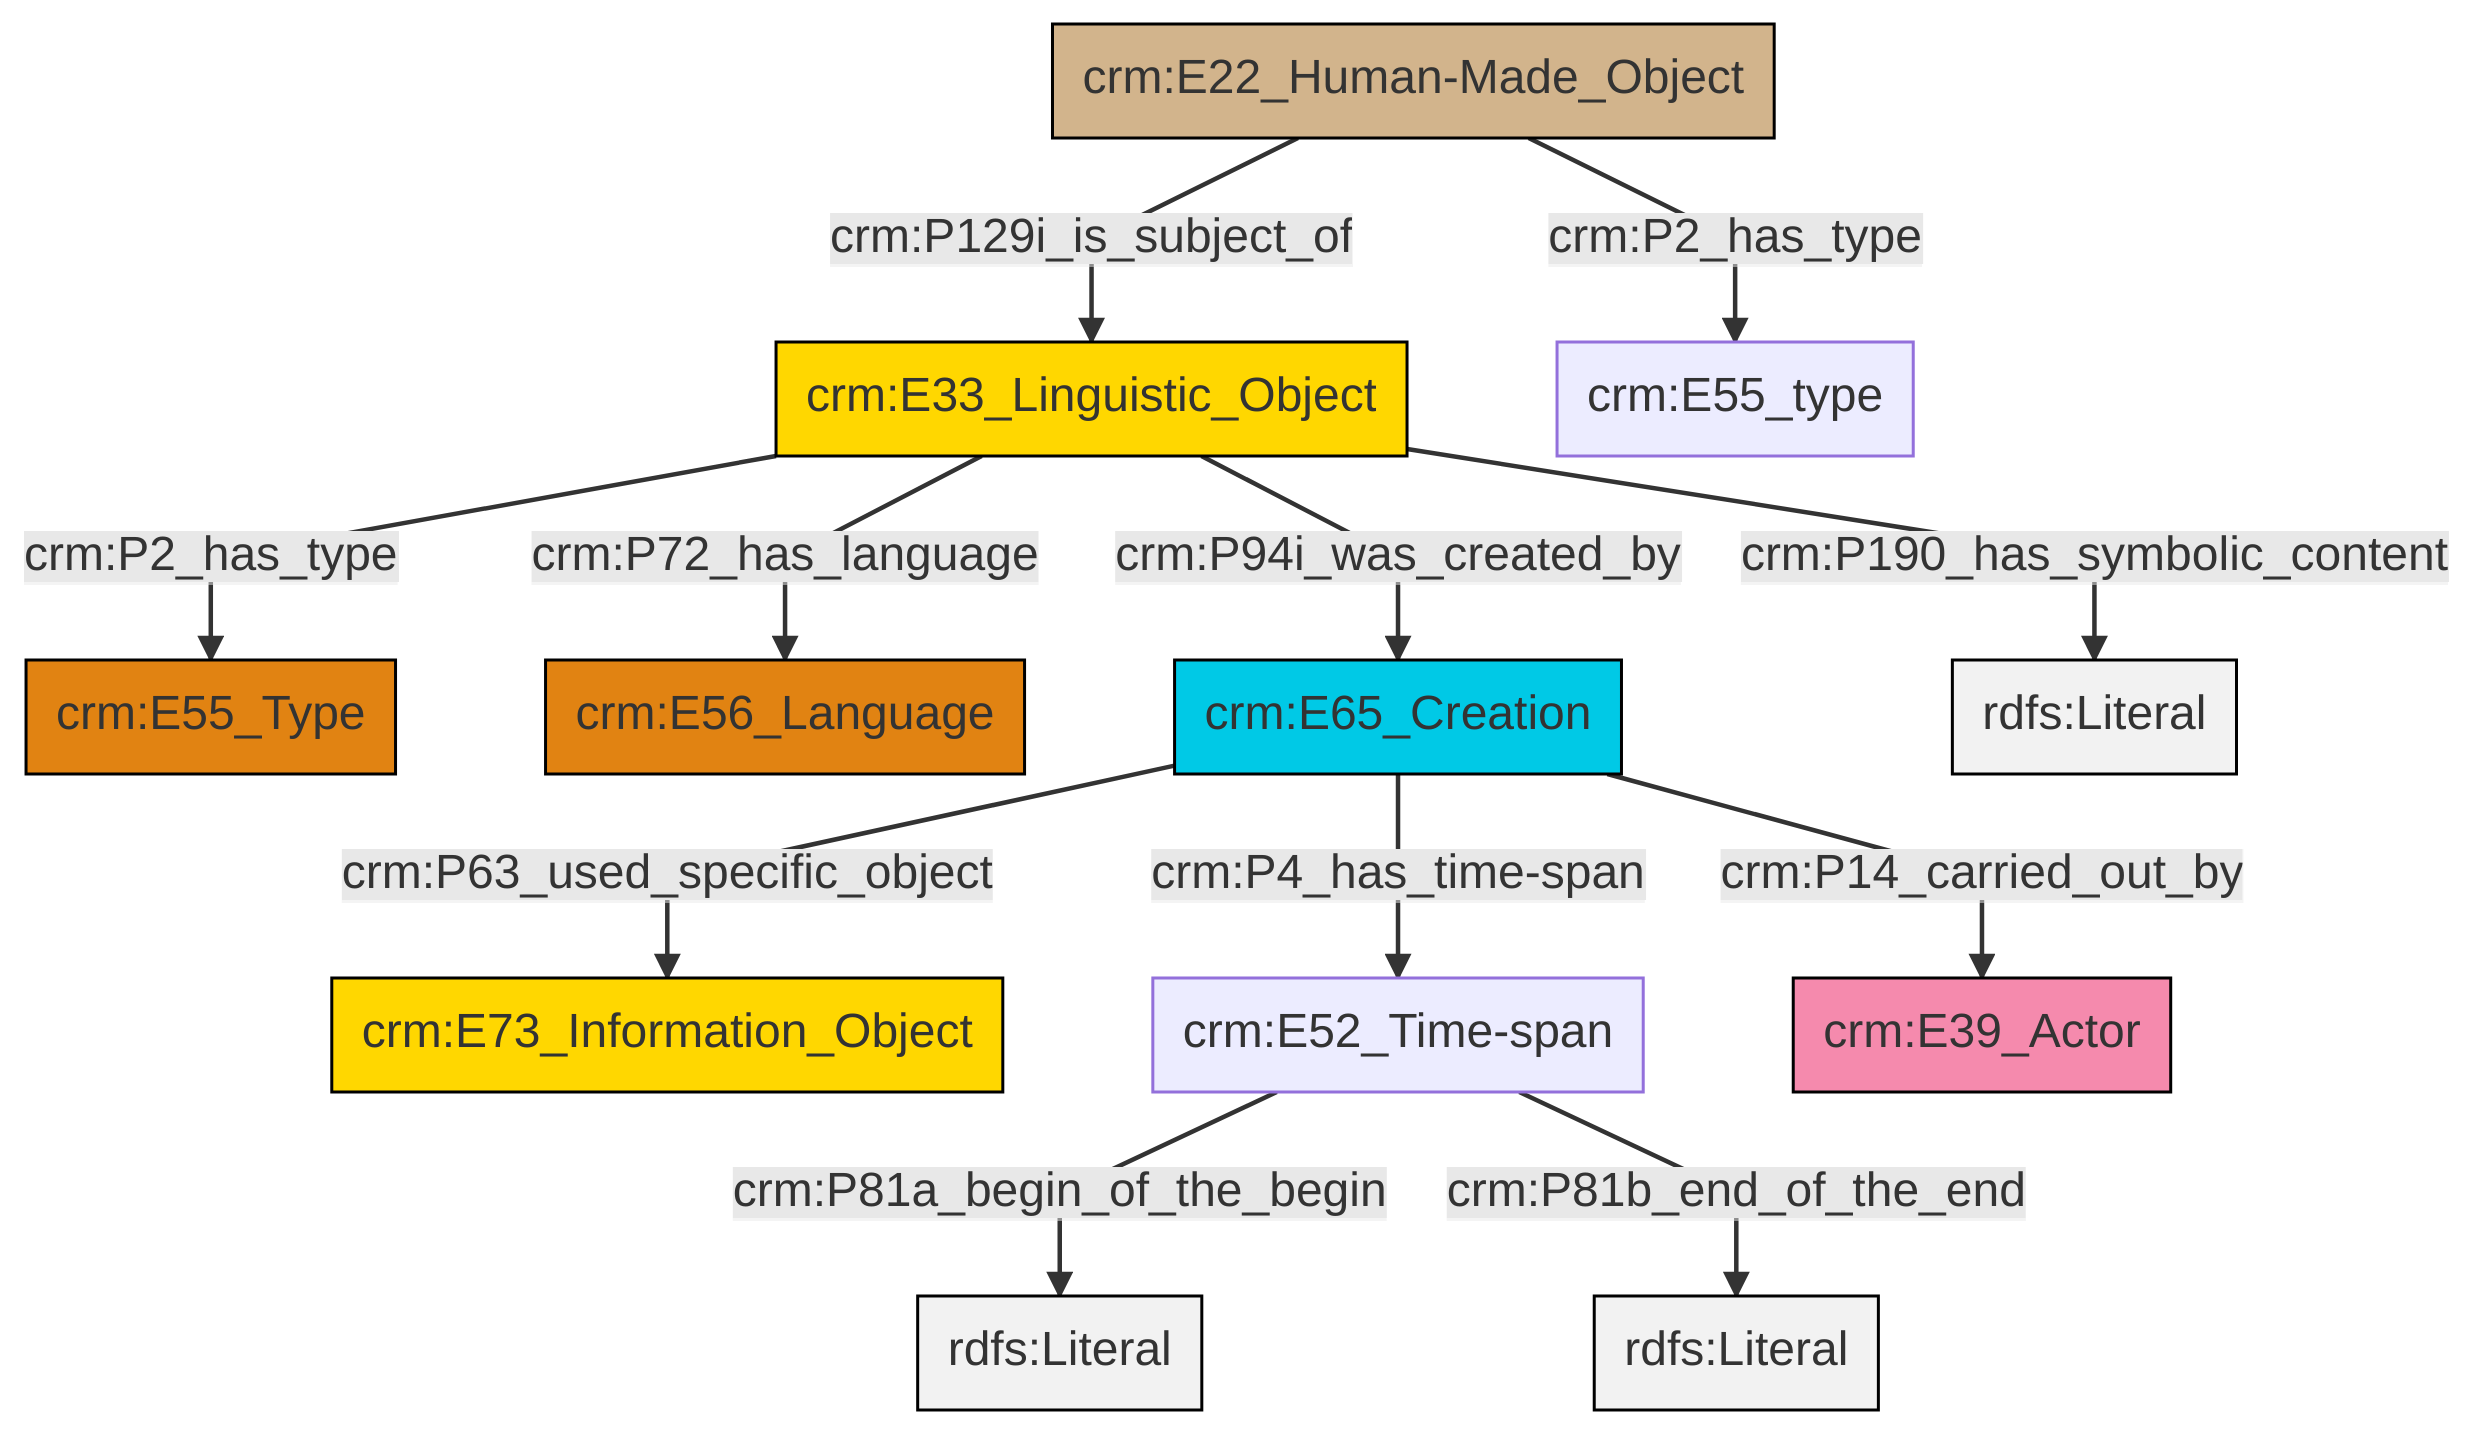 crm:E22_Human-Made_Object
crm:P129i_is_subject_of
crm:P2_has_type
crm:E33_Linguistic_Object
crm:E55_type
crm:P2_has_type
crm:P72_has_language
crm:P94i_was_created_by
crm:P190_has_symbolic_content
crm:E55_Type
crm:E56_Language
crm:E65_Creation
rdfs:Literal
crm:P63_used_specific_object
crm:P4_has_time-span
crm:P14_carried_out_by
crm:E73_Information_Object
crm:E52_Time-span
crm:E39_Actor
crm:P81a_begin_of_the_begin
crm:P81b_end_of_the_end
rdfs:Literal
rdfs:Literal